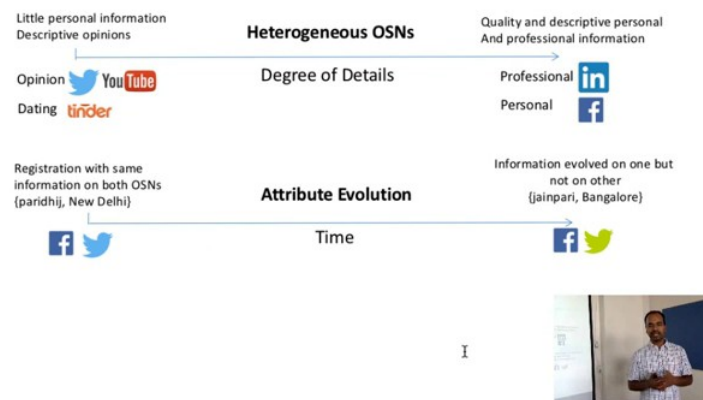 Little personal information
Descriptive opinions
Heterogeneous OSNs
Quality and descriptive personal
And professional information
Degree of Details
Opinion
YouTube
Dating
tinder
Professional
in
Personal
f
Registration with same
information on both OSNs
{paridhij, New Delhi}
Attribute Evolution
Information evolved on one but
not on other
{jainpari, Bangalore}
Time
f
f